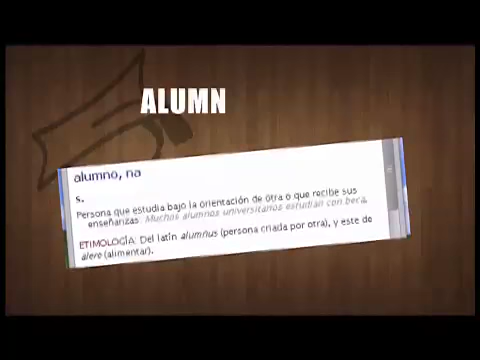 ALUMN
alumno, na
s.
Persona que estudia bajo la orientación de otra o que recibe sus
enseñanzas. Muchos alumnos universitarios estudian con beca.
ETIMOLOGÍA: Del latín alumnus (persona criada por otra), y este de
alere (alimentar).